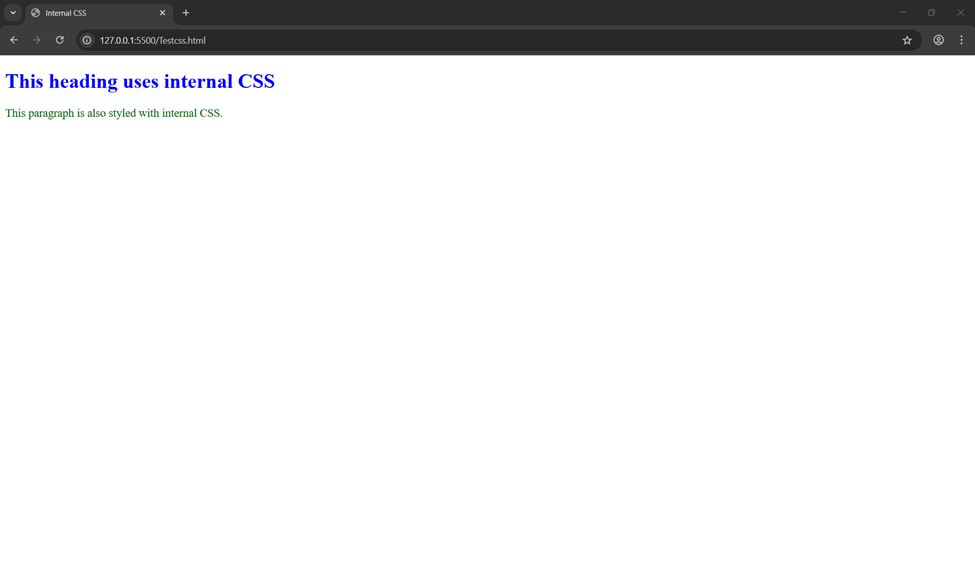 Internal CSS
127.0.0.1:5500/Testcss.html
This heading uses internal CSS
This paragraph is also styled with internal CSS.